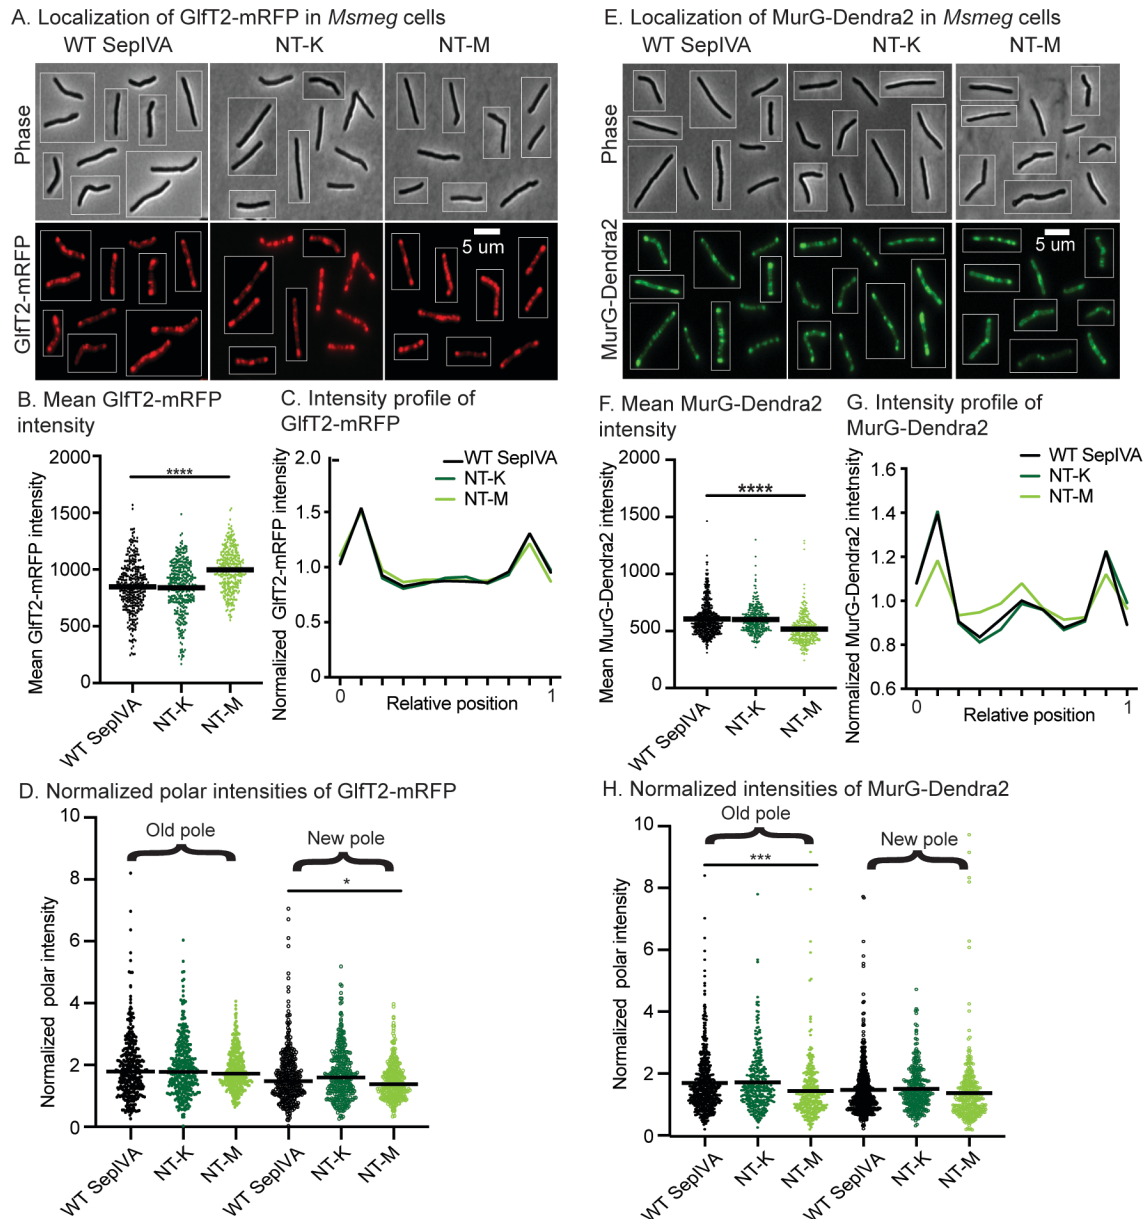 A. Localization of GlfT2-mRFP in Msmeg cells
WT SepIVA
NT-K
NT-M
Phase
GlfT2-mRFP
5 um
B. Mean GlfT2-mRFP
intensity
Mean GlfT2-mRFP intensity
2000
1500
1000
500
0
****
WT SepIVA
NT-K
NT-M
C. Intensity profile of
GlfT2-mRFP
Normalized GlfT2-mRFP intensity
2.0
1.5
1.0
0.5
0
WT SepIVA
NT-K
NT-M
0
1
Relative position
D. Normalized polar intensities of GlfT2-mRFP
Normalized polar intensity
10
8
6
4
2
0
Old pole
New pole
*
WT SepIVA
NT-K
NT-M
WT SepIVA
NT-K
NT-M
E. Localization of MurG-Dendra2 in Msmeg cells
WT SepIVA
NT-K
NT-M
Phase
MurG-Dendra2
5 um
F. Mean MurG-Dendra2
intensity
Mean MurG-Dendra2 intensity
2000
1500
1000
500
0
****
WT SepIVA
NT-K
NT-M
G. Intensity profile of
MurG-Dendra2
Normalized MurG-Dendra2 intetnsity
1.6
1.4
1.2
1.0
0.8
0.6
WT SepIVA
NT-K
NT-M
0
1
Relative position
H. Normalized intensities of MurG-Dendra2
Normalized polar intensity
10
8
6
4
2
0
Old pole
New pole
***
WT SepIVA
NT-K
NT-M
WT SepIVA
NT-K
NT-M